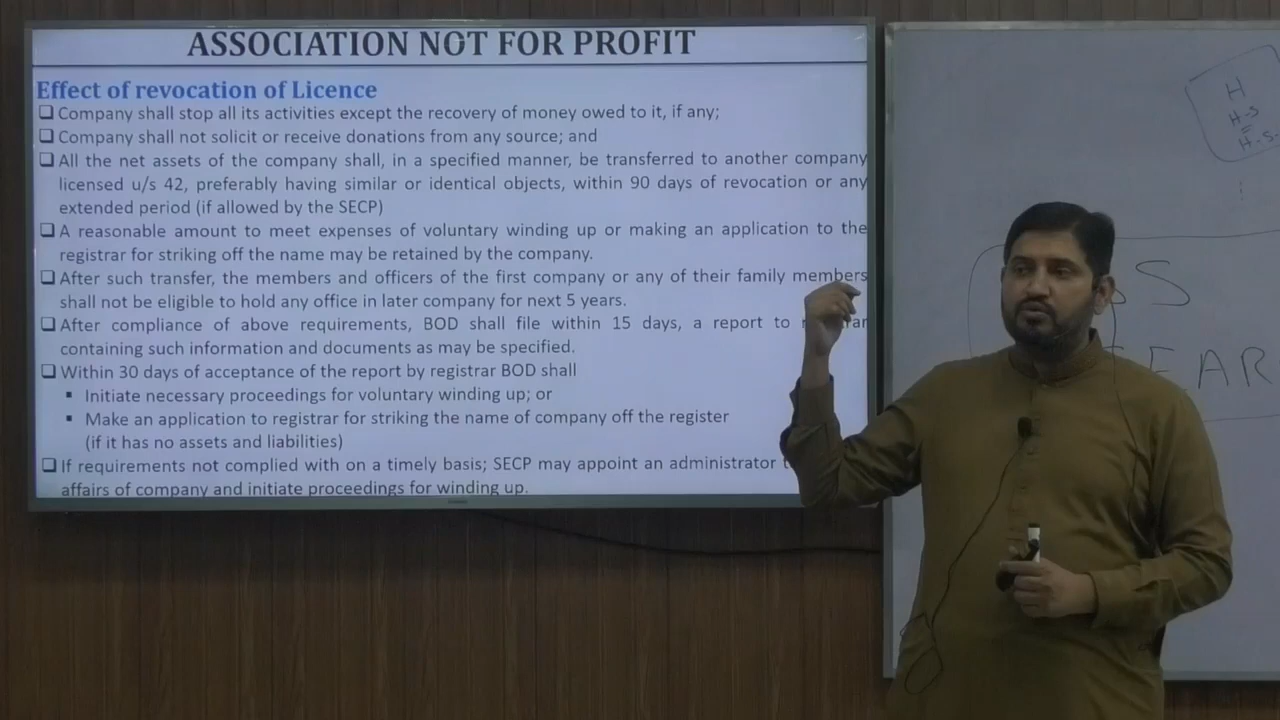 ASSOCIATION NOT FOR PROFIT
Effect of revocation of Licence
❑ Company shall stop all its activities except the recovery of money owed to it, if any;
❑ Company shall not solicit or receive donations from any source; and
❑ All the net assets of the company shall, in a specified manner, be transferred to another company
licensed u/s 42, preferably having similar or identical objects, within 90 days of revocation or any
extended period (if allowed by the SECP)
❑ A reasonable amount to meet expenses of voluntary winding up or making an application to the
registrar for striking off the name may be retained by the company.
❑ After such transfer, the members and officers of the first company or any of their family members
shall not be eligible to hold any office in later company for next 5 years.
❑ After compliance of above requirements, BOD shall file within 15 days, a report to
containing such information and documents as may be specified.
❑ Within 30 days of acceptance of the report by registrar BOD shall
▪ Initiate necessary proceedings for voluntary winding up; or
▪ Make an application to registrar for striking the name of company off the register
(if it has no assets and liabilities)
❑ If requirements not complied with on a timely basis; SECP may appoint an administrator
affairs of company and initiate proceedings for winding up.
H
H-S
H-S